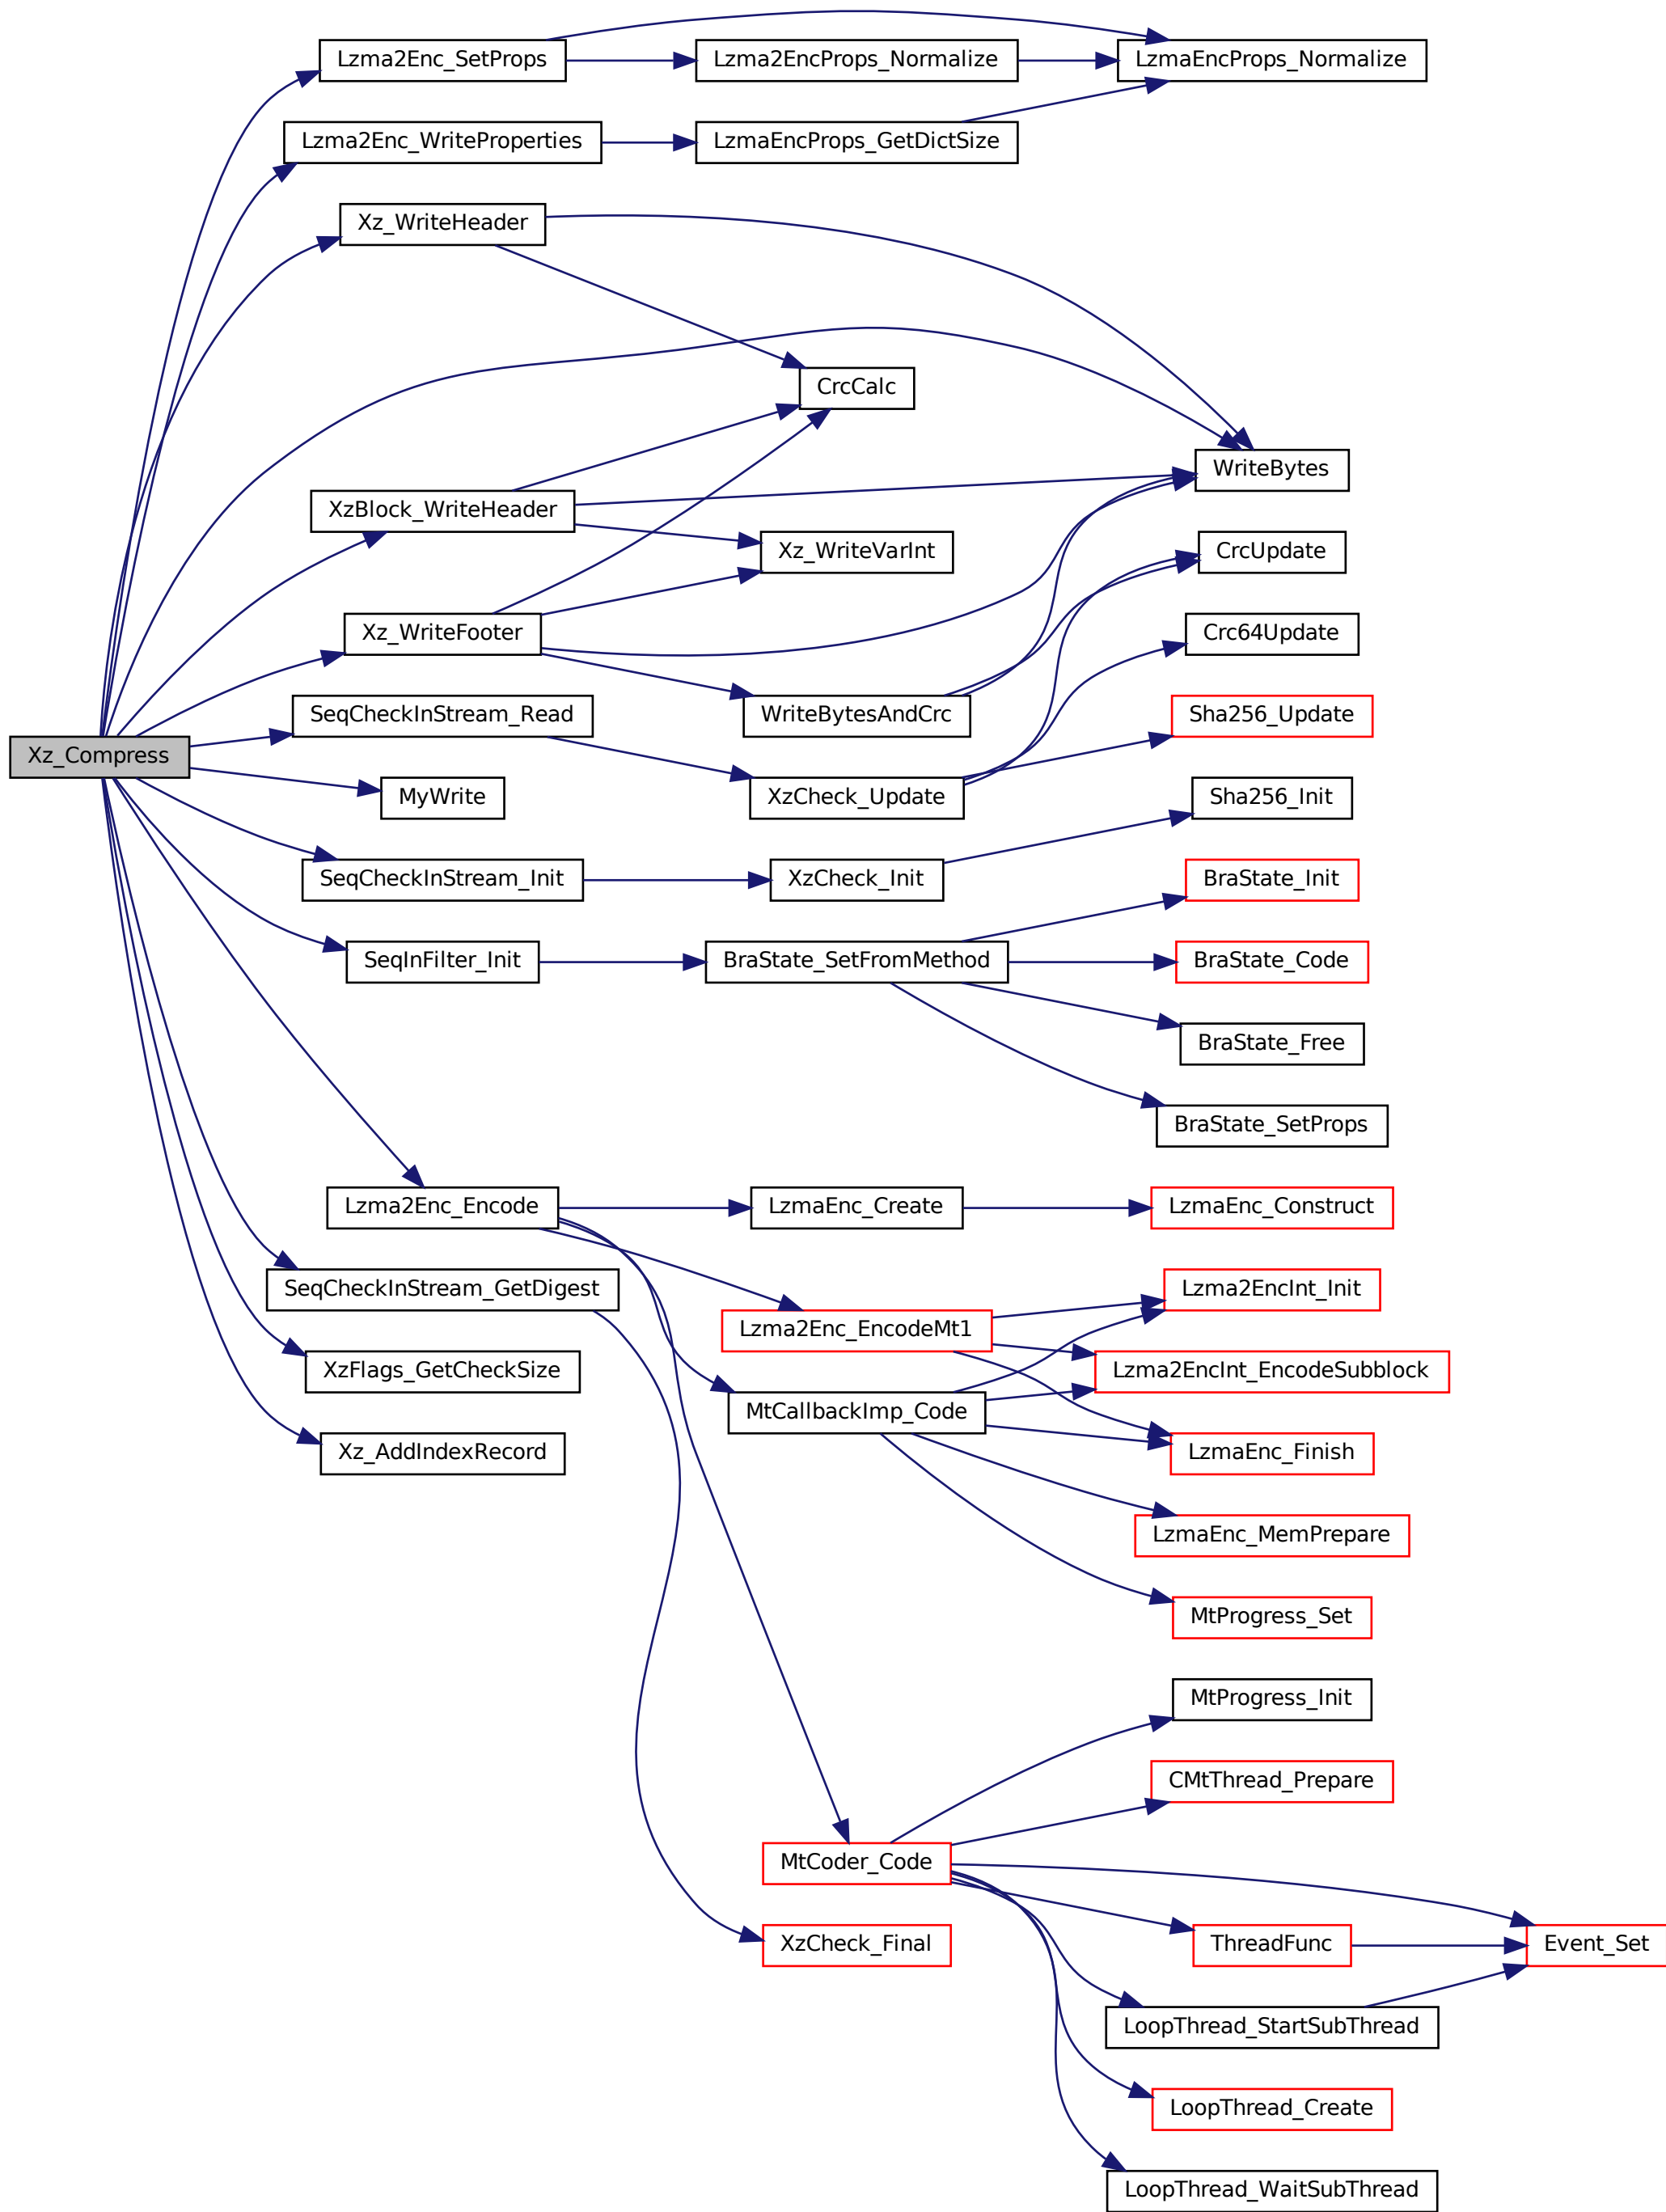 Lzma2Enc_SetProps
Lzma2EncProps_Normalize
LzmaEncProps_Normalize
Lzma2Enc_WriteProperties
LzmaEncProps_GetDictSize
Xz_WriteHeader
CrcCalc
WriteBytes
XzBlock_WriteHeader
Xz_WriteVarInt
CrcUpdate
Xz_WriteFooter
Crc64Update
SeqCheckInStream_Read
WriteBytesAndCrc
Sha256_Update
Xz_Compress
MyWrite
XzCheck_Update
Sha256_Init
SeqCheckInStream_Init
XzCheck_Init
BraState_Init
SeqInFilter_Init
BraState_SetFromMethod
BraState_Code
BraState_Free
BraState_SetProps
Lzma2Enc_Encode
LzmaEnc_Create
LzmaEnc_Construct
SeqCheckInStream_GetDigest
Lzma2EncInt_Init
Lzma2Enc_EncodeMt1
XzFlags_GetCheckSize
Lzma2EncInt_EncodeSubblock
MtCallbackImp_Code
Xz_AddIndexRecord
LzmaEnc_Finish
LzmaEnc_MemPrepare
MtProgress_Set
MtProgress_Init
CMtThread_Prepare
MtCoder_Code
XzCheck_Final
ThreadFunc
Event_Set
LoopThread_StartSubThread
LoopThread_Create
LoopThread_WaitSubThread